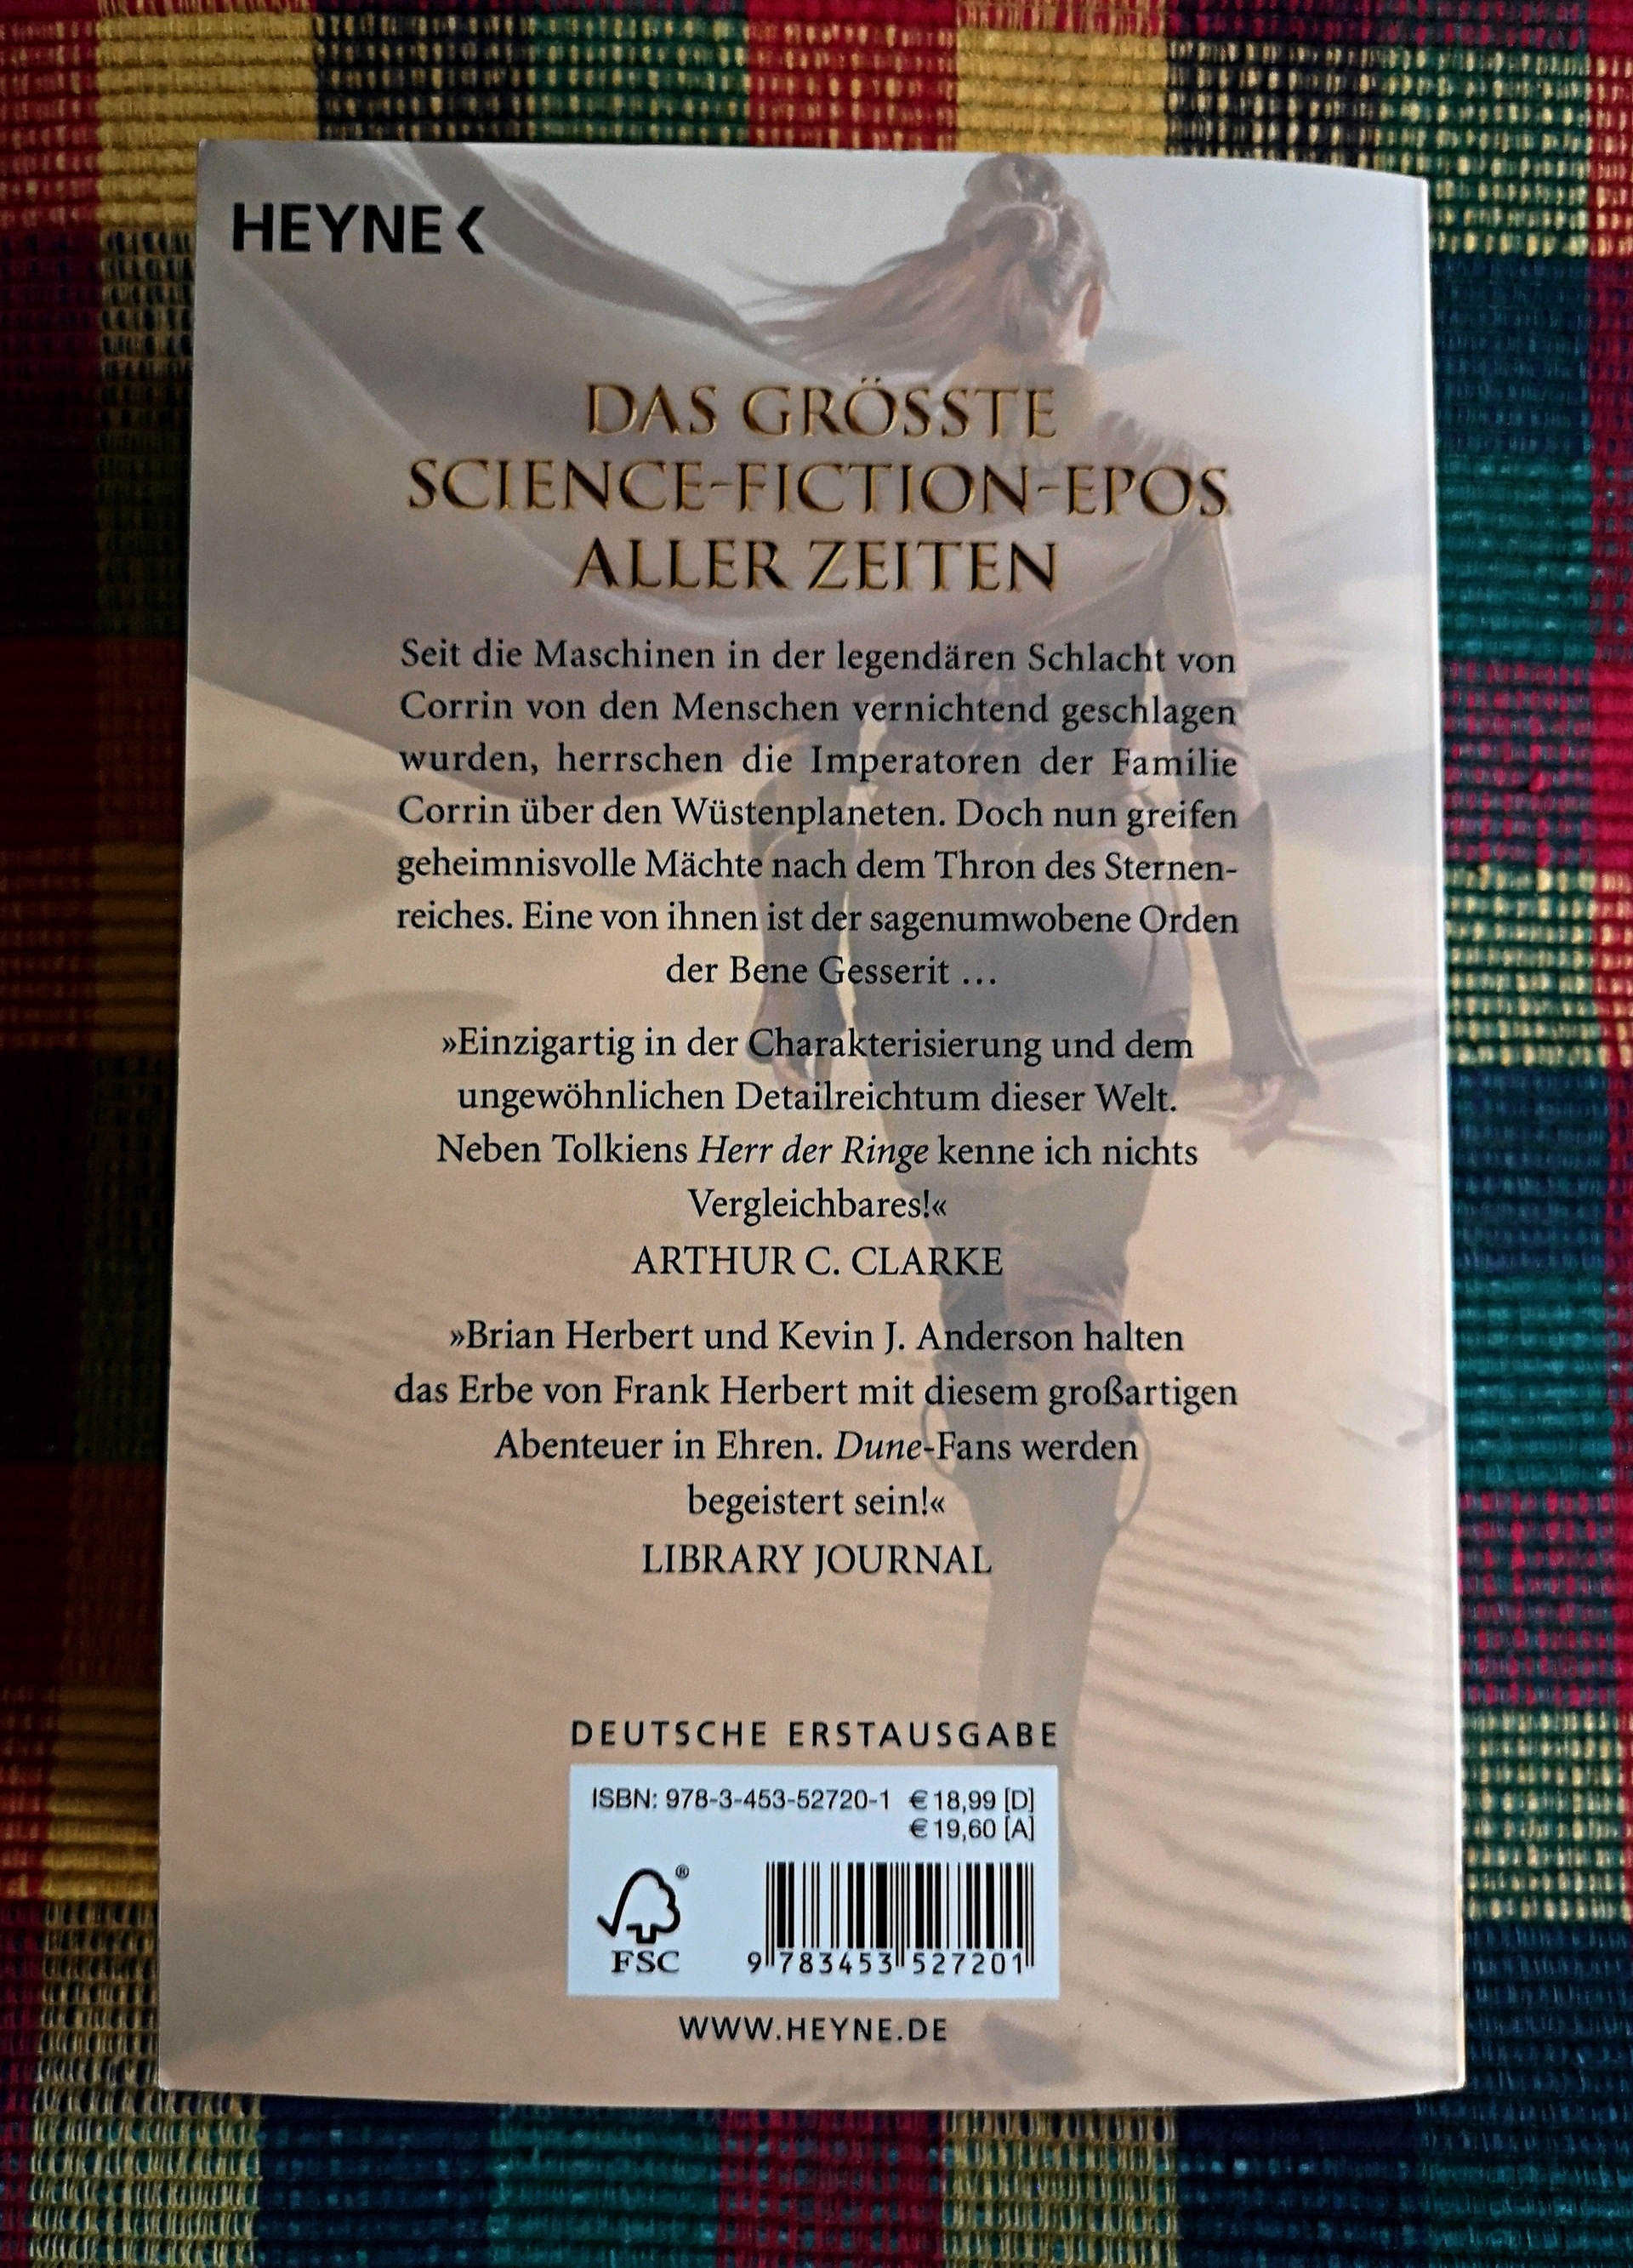 HEYNE<
DAS GRÖSSTE
SCIENCE-FICTION-EPOS
ALLER ZEITEN
Seit die Maschinen in der legendären Schlacht von
Corrin von den Menschen vernichtend geschlagen
wurden, herrschen die Imperatoren der Familie
Corrin über den Wüstenplaneten. Doch nun greifen
geheimnisvolle Mächte nach dem Thron des Sternen-
reiches. Eine von ihnen ist der sagenumwobene Orden
der Bene Gesserit ...
»Einzigartig in der Charakterisierung und dem
ungewöhnlichen Detailreichtum dieser Welt.
Neben Tolkiens Herr der Ringe kenne ich nichts
Vergleichbares!«
ARTHUR C. CLARKE
»Brian Herbert und Kevin J. Anderson halten
das Erbe von Frank Herbert mit diesem großartigen
Abenteuer in Ehren. Dune-Fans werden
begeistert sein!«
LIBRARY JOURNAL
DEUTSCHE ERSTAUSGABE
ISBN: 978-3-453-52720-1 € 18,99 [D]
€ 19,60 [A]
®
FSC
9 783453 527201
WWW.HEYNE.DE